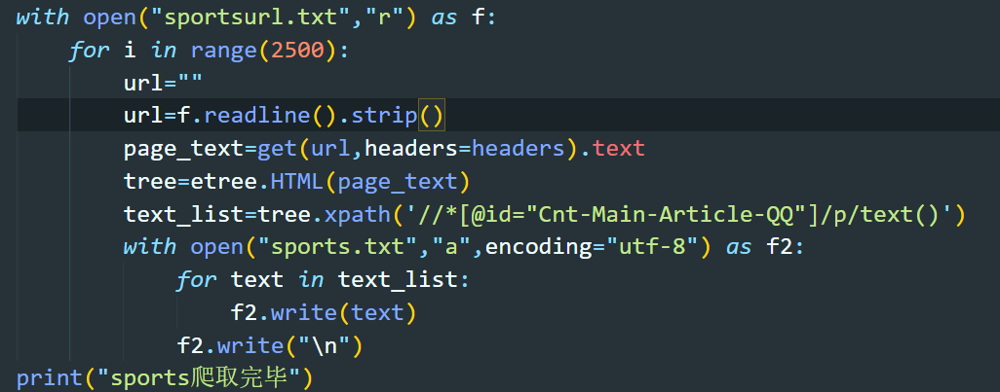 with open("sportsurl.txt","r") as f:
    for i in range(2500):
        url=""
        url=f.readline().strip()
        page_text=get(url,headers=headers).text
        tree=etree.HTML(page_text)
        text_list=tree.xpath('//*[@id="Cnt-Main-Article-QQ"]/p/text()')
        with open("sports.txt","a",encoding="utf-8") as f2:
            for text in text_list:
                f2.write(text)
            f2.write("\n")
print("sports爬取完毕")